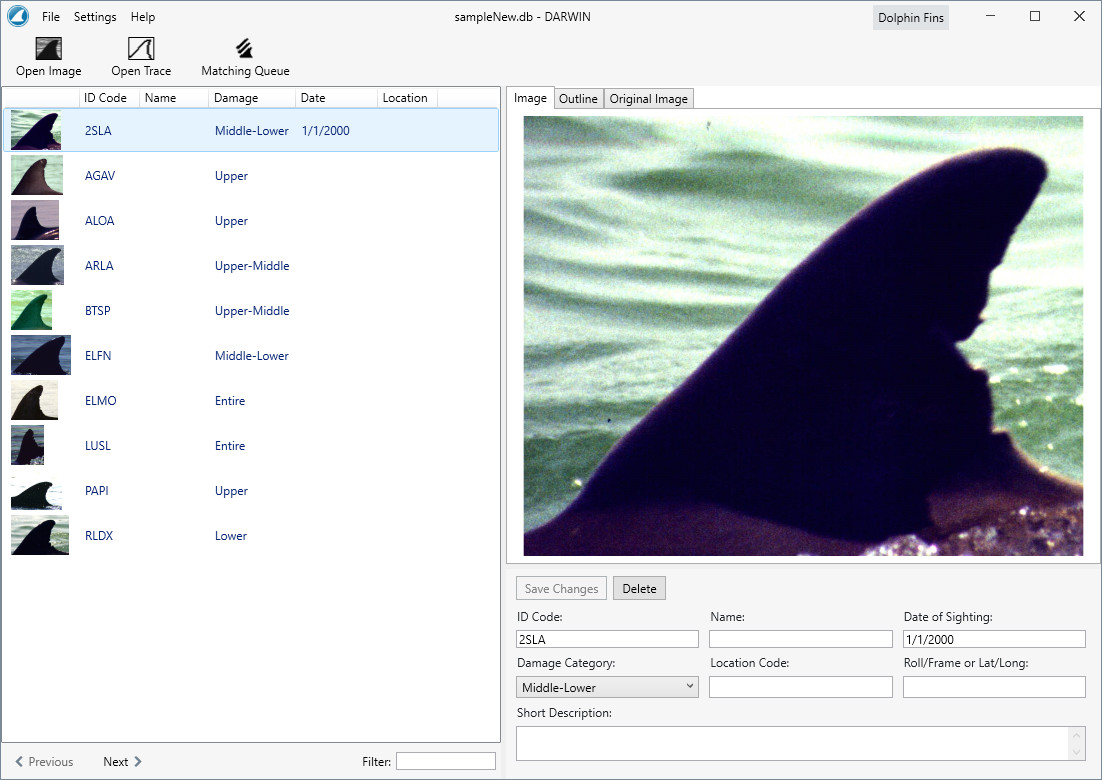 File Settings Help sampleNew.db - DARWIN Dolphin Fins
Open Image Open Trace Matching Queue
ID Code Name Damage Date Location
2SLA Middle-Lower 1/1/2000
AGAV Upper
ALOA Upper
ARLA Upper-Middle
BTSP Upper-Middle
ELFN Middle-Lower
ELMO Entire
LUSL Entire
PAPI Upper
RLDX Lower
Previous Next Filter:
Image Outline Original Image
Save Changes Delete
ID Code: Name: Date of Sighting:
2SLA 1/1/2000
Damage Category: Location Code: Roll/Frame or Lat/Long:
Middle-Lower
Short Description: